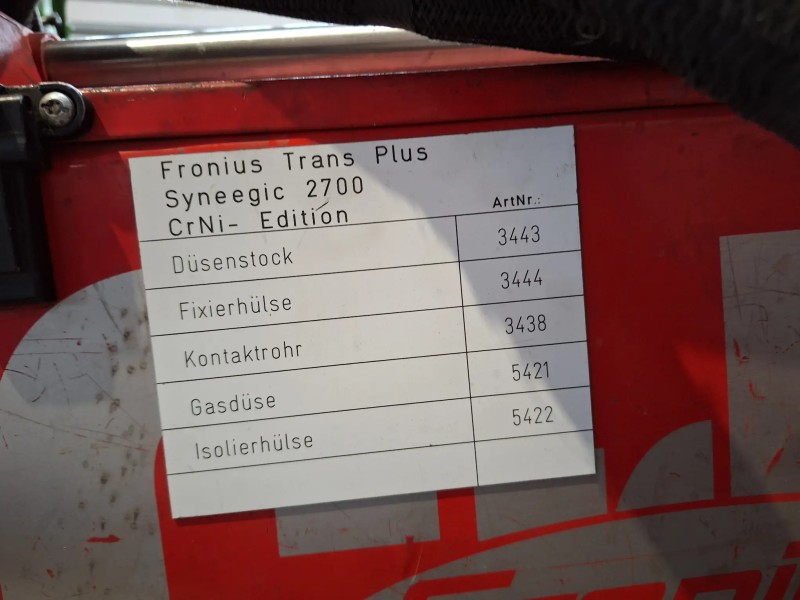 Fronius Trans Plus
Syneegic 2700
CrNi- Edition
ArtNr.:
Düsenstock 3443
Fixierhülse 3444
Kontaktrohr 3438
Gasdüse 5421
Isolierhülse 5422